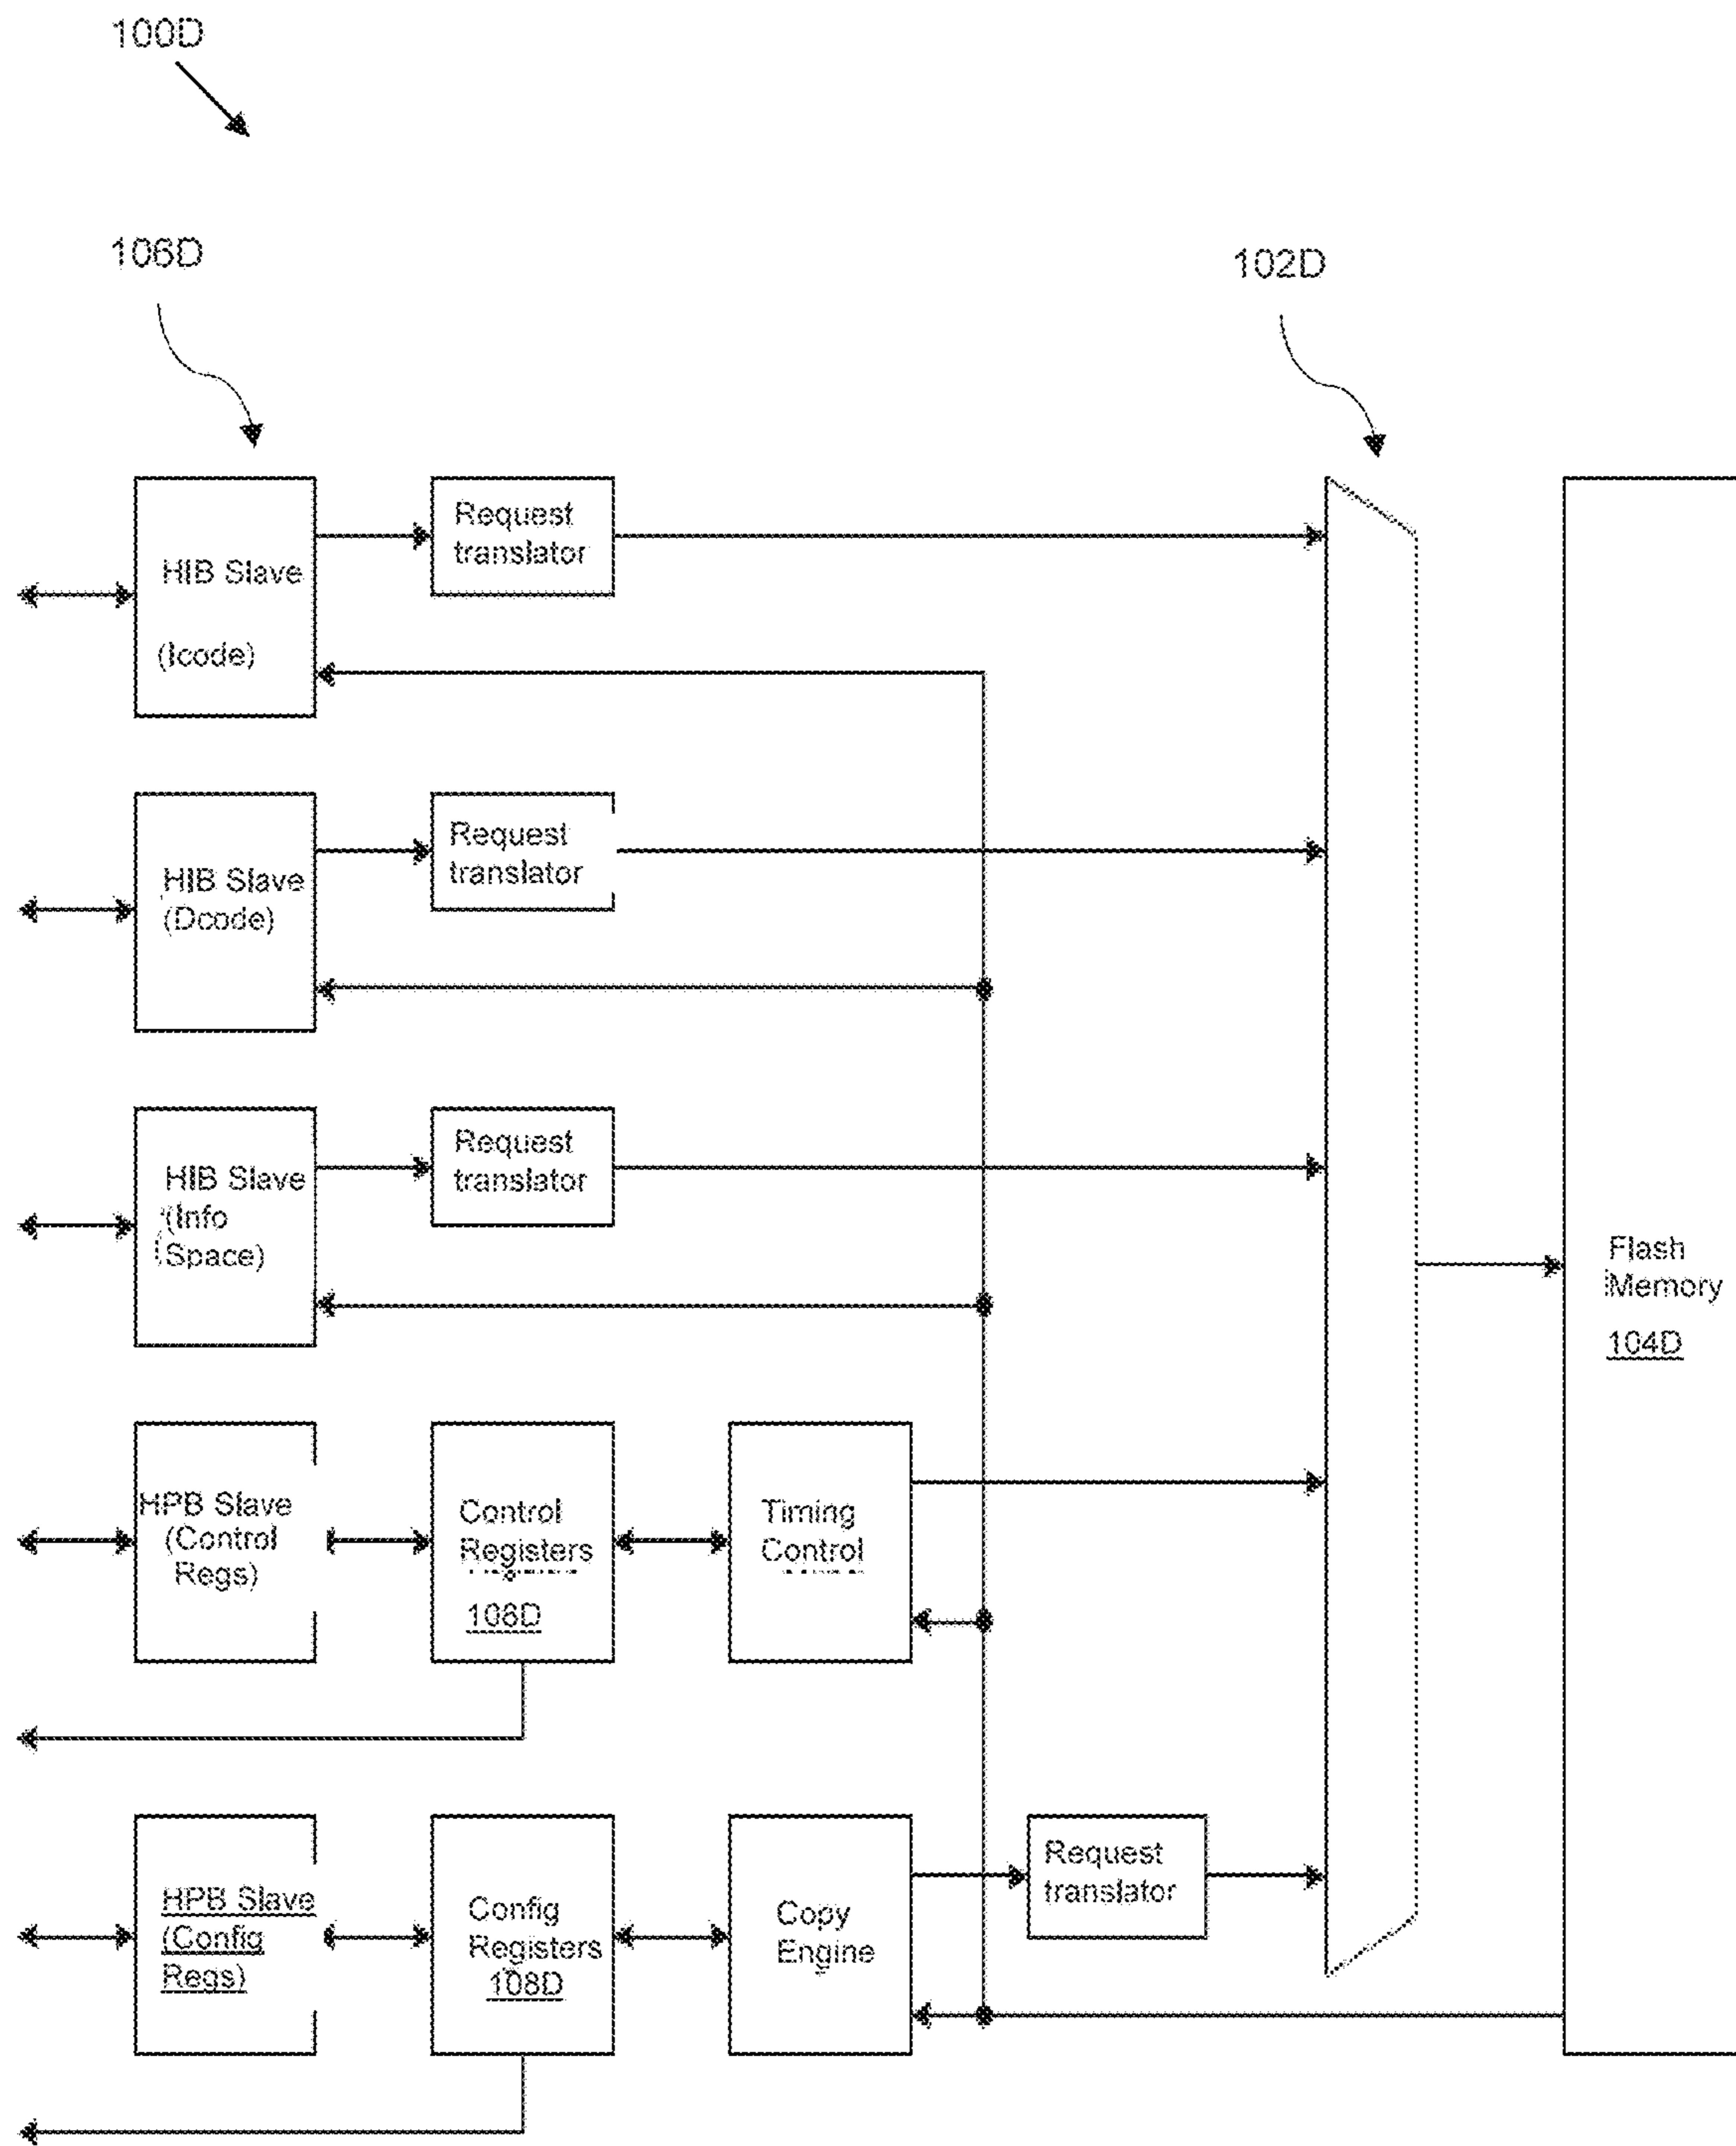 100D
106D
102D
HIB Slave
(Icode)
Request
translator
HIB Slave
(Dcode)
Request
translator
HIB Slave
(Info
Space)
Request
translator
Flash
Memory
104D
HPB Slave
(Control
Regs)
Control
Registers
108D
Timing
Control
HPB Slave
(Config
Regs)
Config
Registers
108D
Copy
Engine
Request
translator